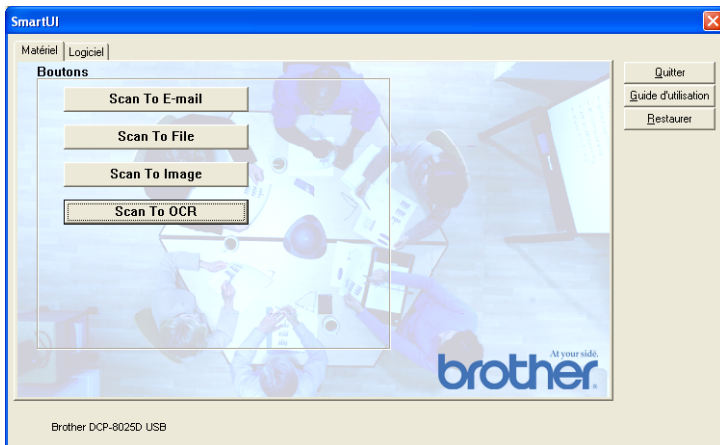 SmartUI
Matériel Logiciel
Boutons
Scan To E-mail
Scan To File
Scan To Image
Scan To OCR
Quitter
Guide d'utilisation
Restaurer
At your side.
brother
Brother DCP-8025D USB